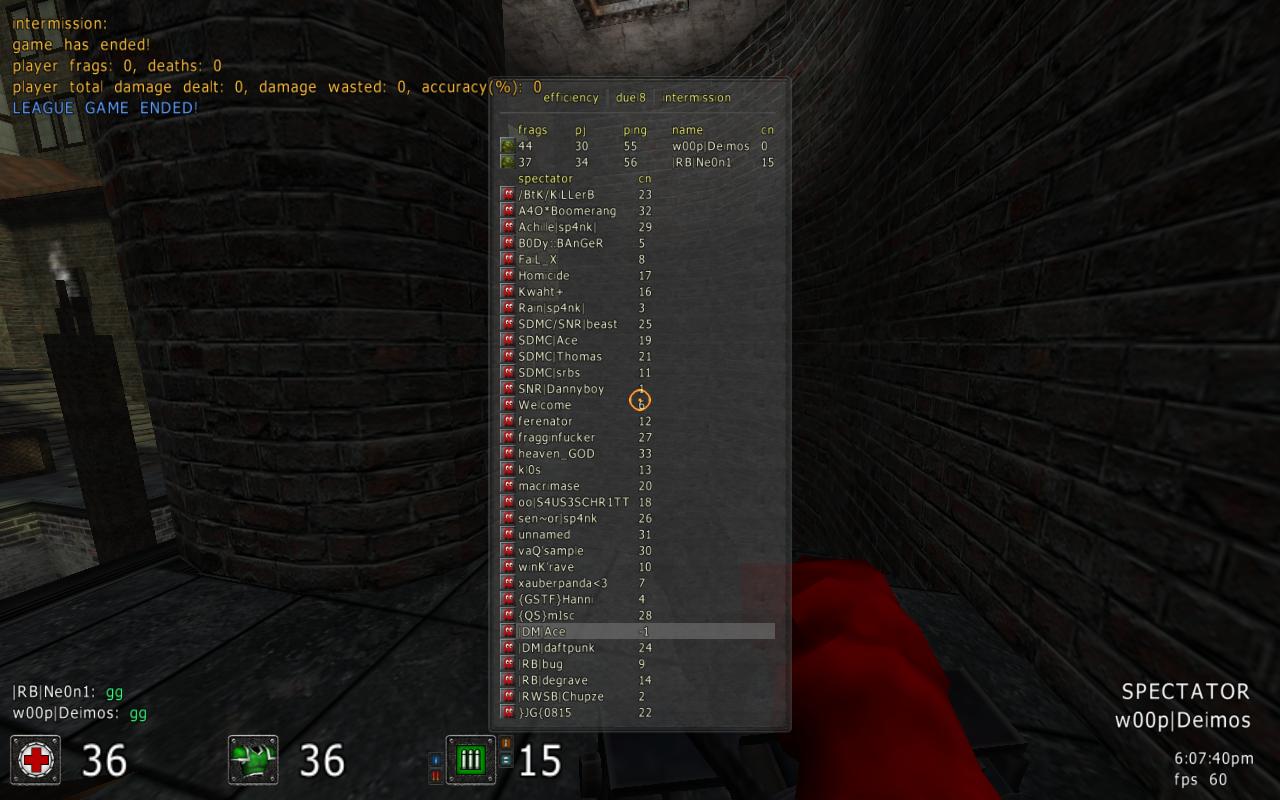 intermission:
game has ended!
player frags: 0, deaths: 0
player total damage dealt: 0, damage wasted: 0, accuracy(%): 0
LEAGUE GAME ENDED!
efficiency duel8 intermission
frags pj ping name cn
44 30 55 w00p|Deimos 0
37 34 56 |RB|Ne0n1 15
spectator cn
/BtK/KiLLerB 23
A4O*Boomerang 32
Achille|sp4nk| 29
B0Dy::BAnGeR 5
FaiL_X 8
Homicide 17
Kwaht+ 16
Rain|sp4nk| 3
SDMC/SNR|beast 25
SDMC|Ace 19
SDMC|Thomas 21
SDMC|srbs 11
SNR|Dannyboy 1
Welcome 6
ferenator 12
fragginfucker 27
heaven_GOD 33
kl0s 13
macrimase 20
oo|S4US3SCHR1TT 18
sen~or|sp4nk 26
unnamed 31
vaQ'sample 30
winK'rave 10
xauberpanda<3 7
{GSTF}Hanni 4
{QS}m1sc 28
|DM|Ace -1
|DM|daftpunk 24
|RB|bug 9
|RB|degrave 14
|RWSB|Chupze 2
}JG{0815 22
|RB|Ne0n1: gg
w00p|Deimos: gg
36 36 15
SPECTATOR
w00p|Deimos
6:07:40pm
fps 60